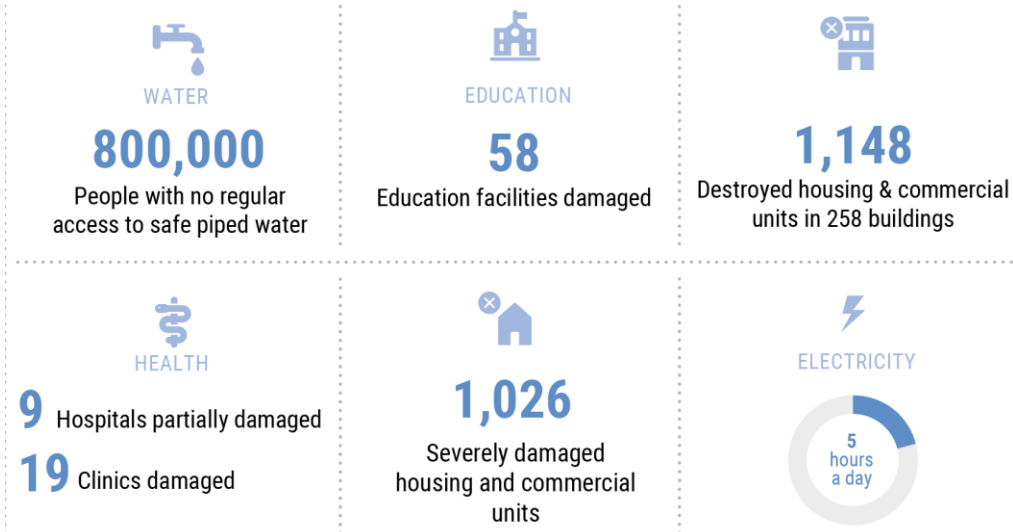 WATER
800,000
People with no regular
access to safe piped water
EDUCATION
58
Education facilities damaged
1,148
Destroyed housing & commercial
units in 258 buildings
HEALTH
9 Hospitals partially damaged
19 Clinics damaged
1,026
Severely damaged
housing and commercial
units
ELECTRICITY
5
hours
a day